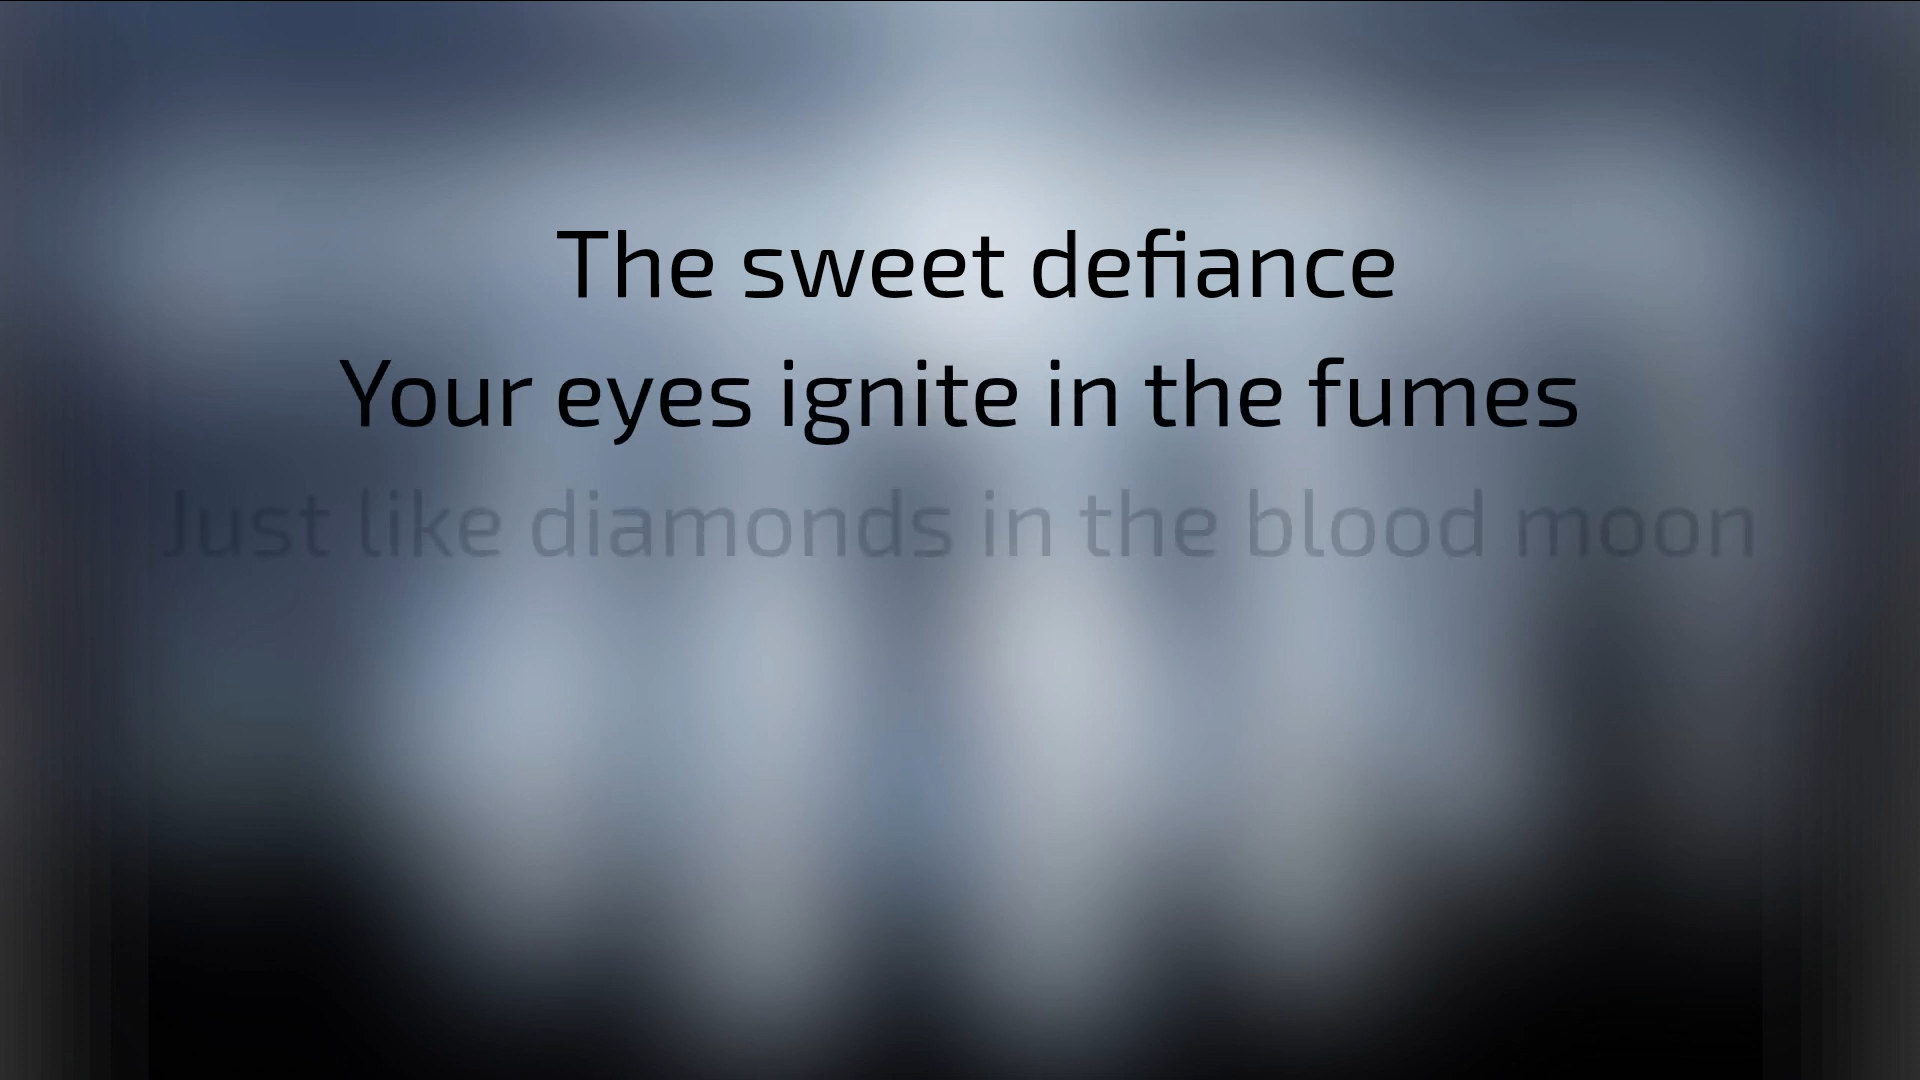 The sweet defiance
Your eyes ignite in the fumes
Just like diamonds in the blood moon